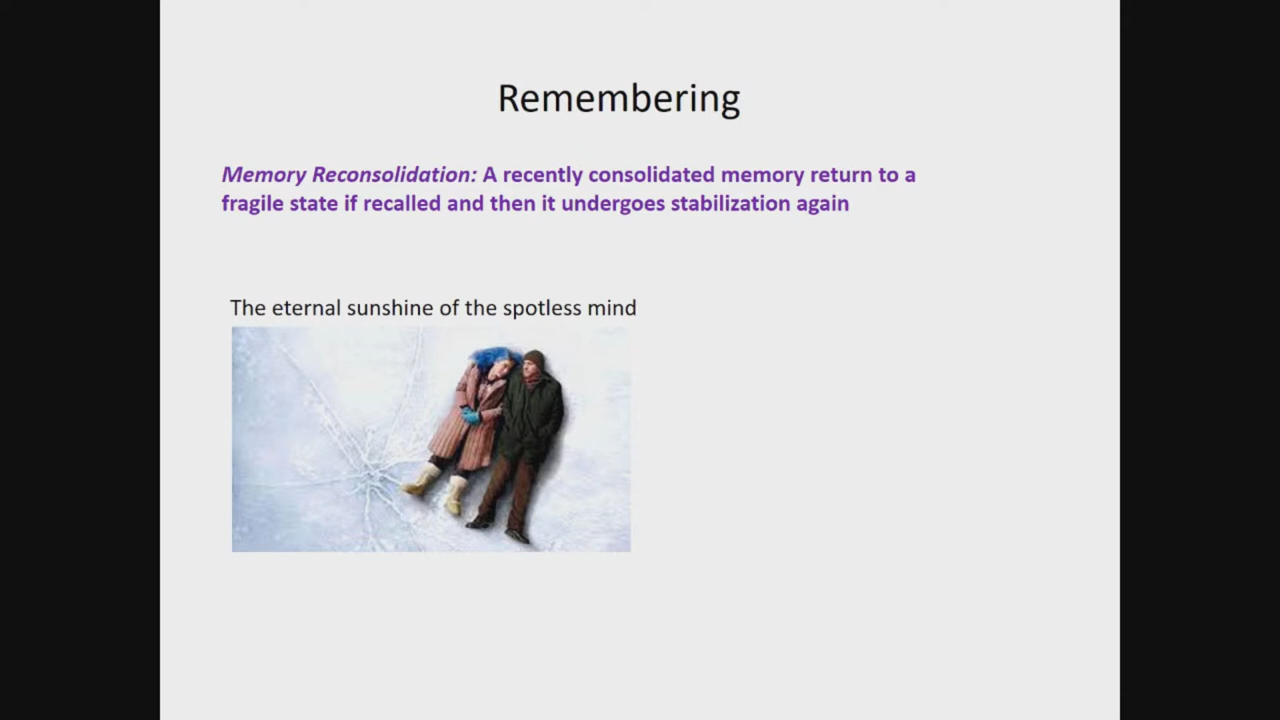 Remembering
Memory Reconsolidation: A recently consolidated memory return to a
fragile state if recalled and then it undergoes stabilization again
The eternal sunshine of the spotless mind